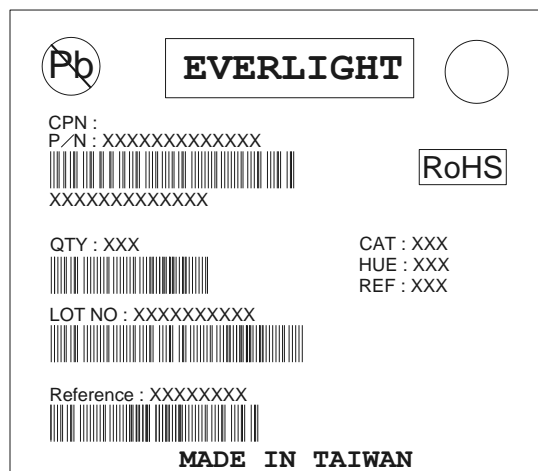 Pb
EVERLIGHT
CPN :
P/N : XXXXXXXXXXXXX
RoHS
XXXXXXXXXXXXX
QTY : XXX
CAT : XXX
HUE : XXX
REF : XXX
LOT NO : XXXXXXXXXX
Reference : XXXXXXXX
MADE IN TAIWAN